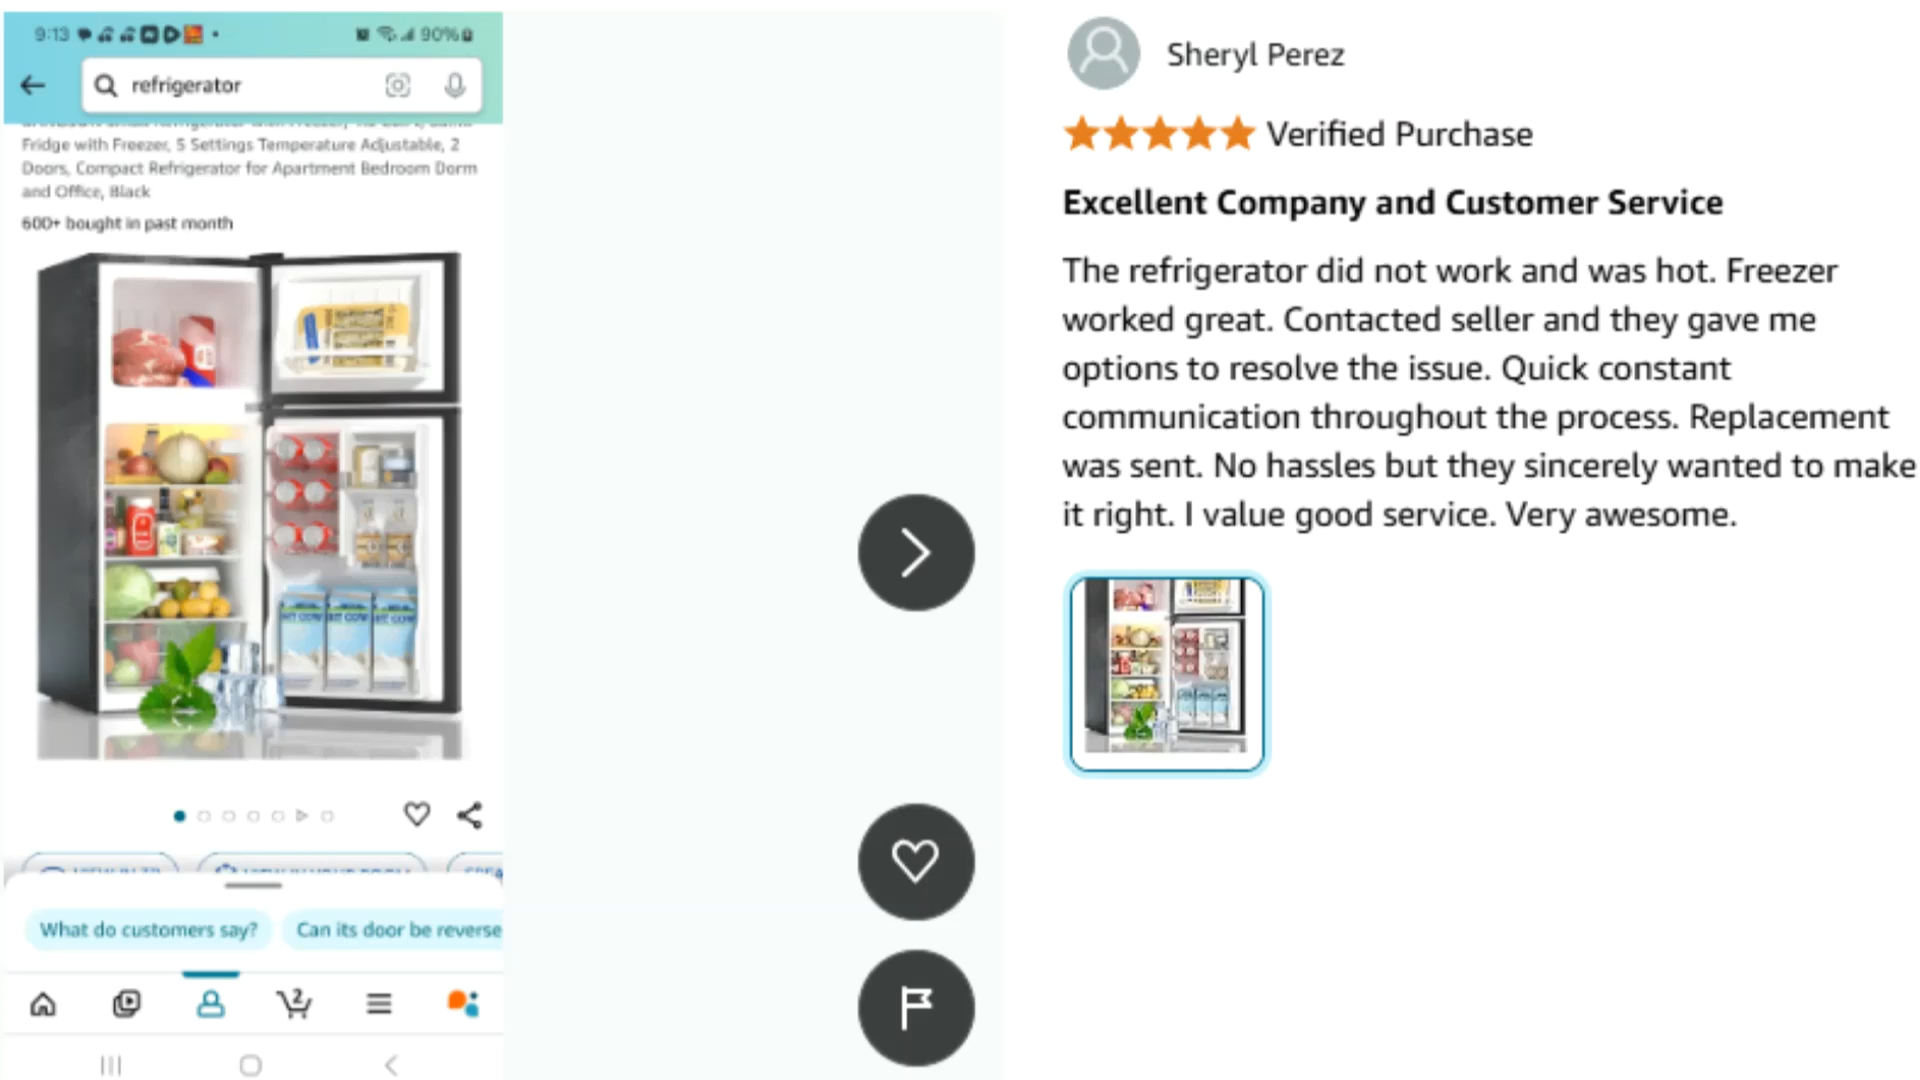 9:13
90%
refrigerator
Fridge with Freezer, 5 Settings Temperature Adjustable, 2
Doors, Compact Refrigerator for Apartment Bedroom Dorm
and Office, Black
600+ bought in past month
What do customers say?
Can its door be reverse
2
Sheryl Perez
Verified Purchase
Excellent Company and Customer Service
The refrigerator did not work and was hot. Freezer
worked great. Contacted seller and they gave me
options to resolve the issue. Quick constant
communication throughout the process. Replacement
was sent. No hassles but they sincerely wanted to make
it right. I value good service. Very awesome.